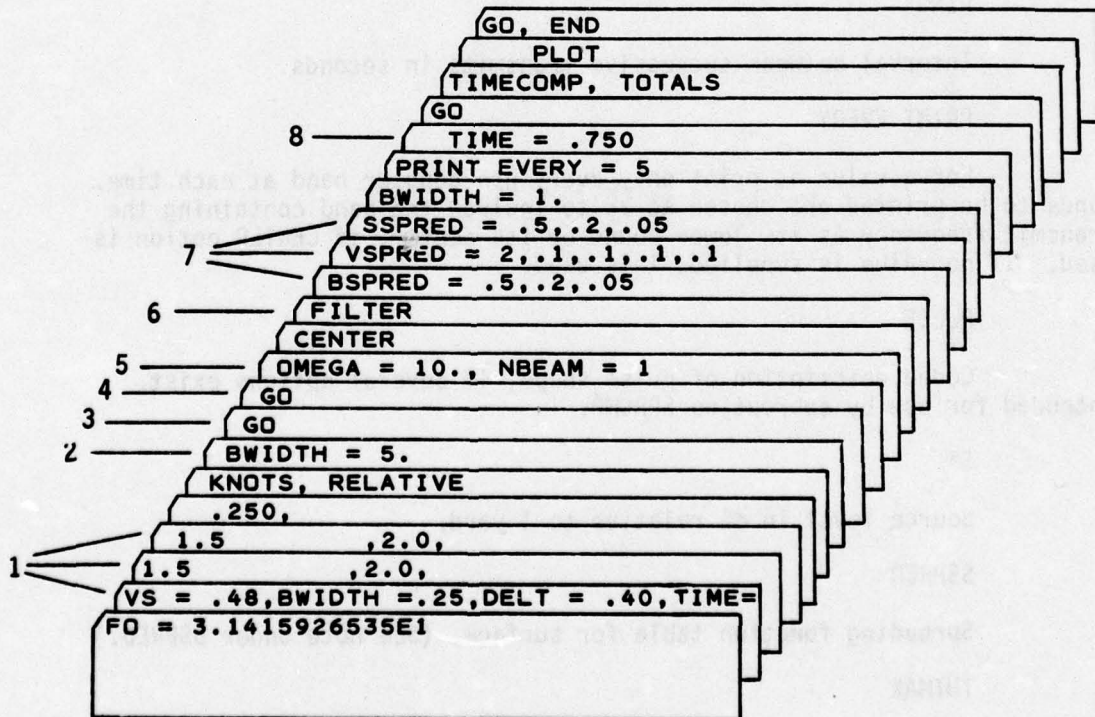 GO, END
PLOT
TIMECOMP, TOTALS
GO
8 TIME = .750
PRINT EVERY = 5
BWIDTH = 1.
SSPRED = .5,.2,.05
7 VSPRED = 2,.1,.1,.1,.1
BSPRED = .5,.2,.05
6 FILTER
CENTER
5 OMEGA = 10., NBEAM = 1
4 GO
3 GO
2 BWIDTH = 5.
KNOTS, RELATIVE
.250,
1.5 ,2.0,
1 1.5 ,2.0,
VS = .48,BWIDTH =.25,DELT = .40,TIME=
FO = 3.1415926535E1